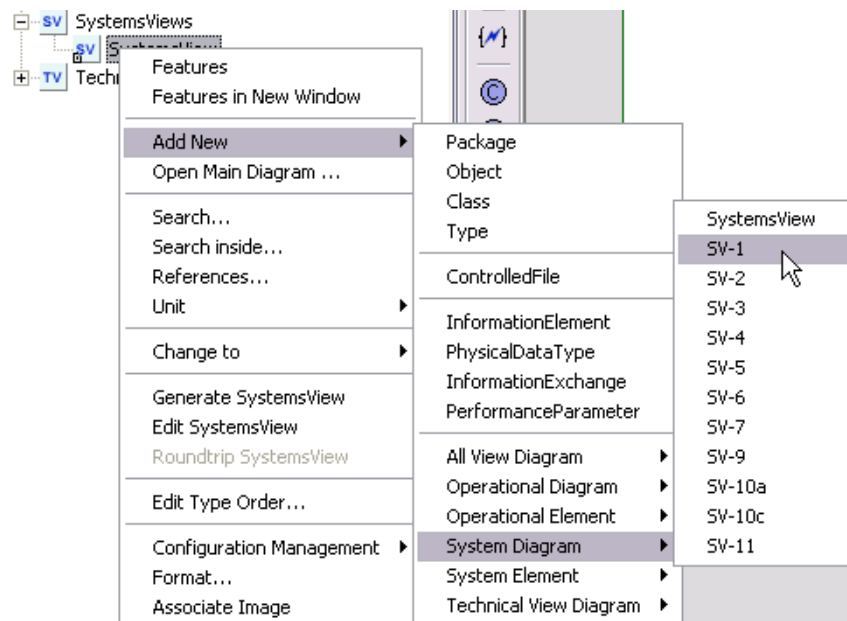 SV SystemsViews
SV SystemsView
TV Techn
Features
Features in New Window
Add New
Open Main Diagram ...
Search...
Search inside...
References...
Unit
Change to
Generate SystemsView
Edit SystemsView
Roundtrip SystemsView
Edit Type Order...
Configuration Management
Format...
Associate Image
Package
Object
Class
Type
ControlledFile
InformationElement
PhysicalDataType
InformationExchange
PerformanceParameter
All View Diagram
Operational Diagram
Operational Element
System Diagram
System Element
Technical View Diagram
SystemsView
SV-1
SV-2
SV-3
SV-4
SV-5
SV-6
SV-7
SV-9
SV-10a
SV-10c
SV-11
C